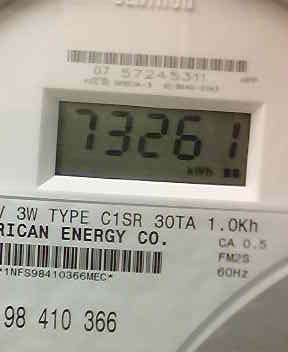 07 57245311
73261
kWh
V 3W TYPE C1SR 30TA 1.0Kh
RICAN ENERGY CO.
CA 0.5
FM2S
*1NFS98410366MEC*
60Hz
98 410 366